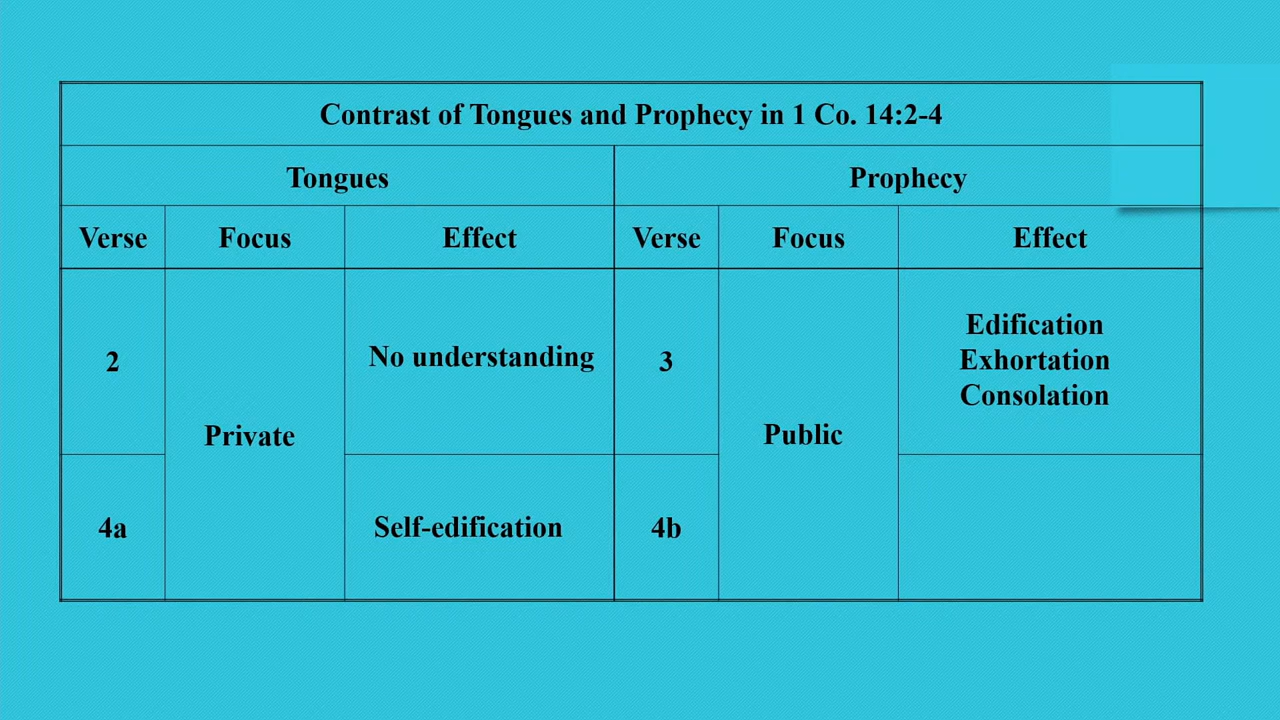 Contrast of Tongues and Prophecy in 1 Co. 14:2-4
Tongues Prophecy
Verse Focus Effect Verse Focus Effect
2 No understanding 3 Edification
Exhortation
Consolation
Private Public
4a Self-edification 4b